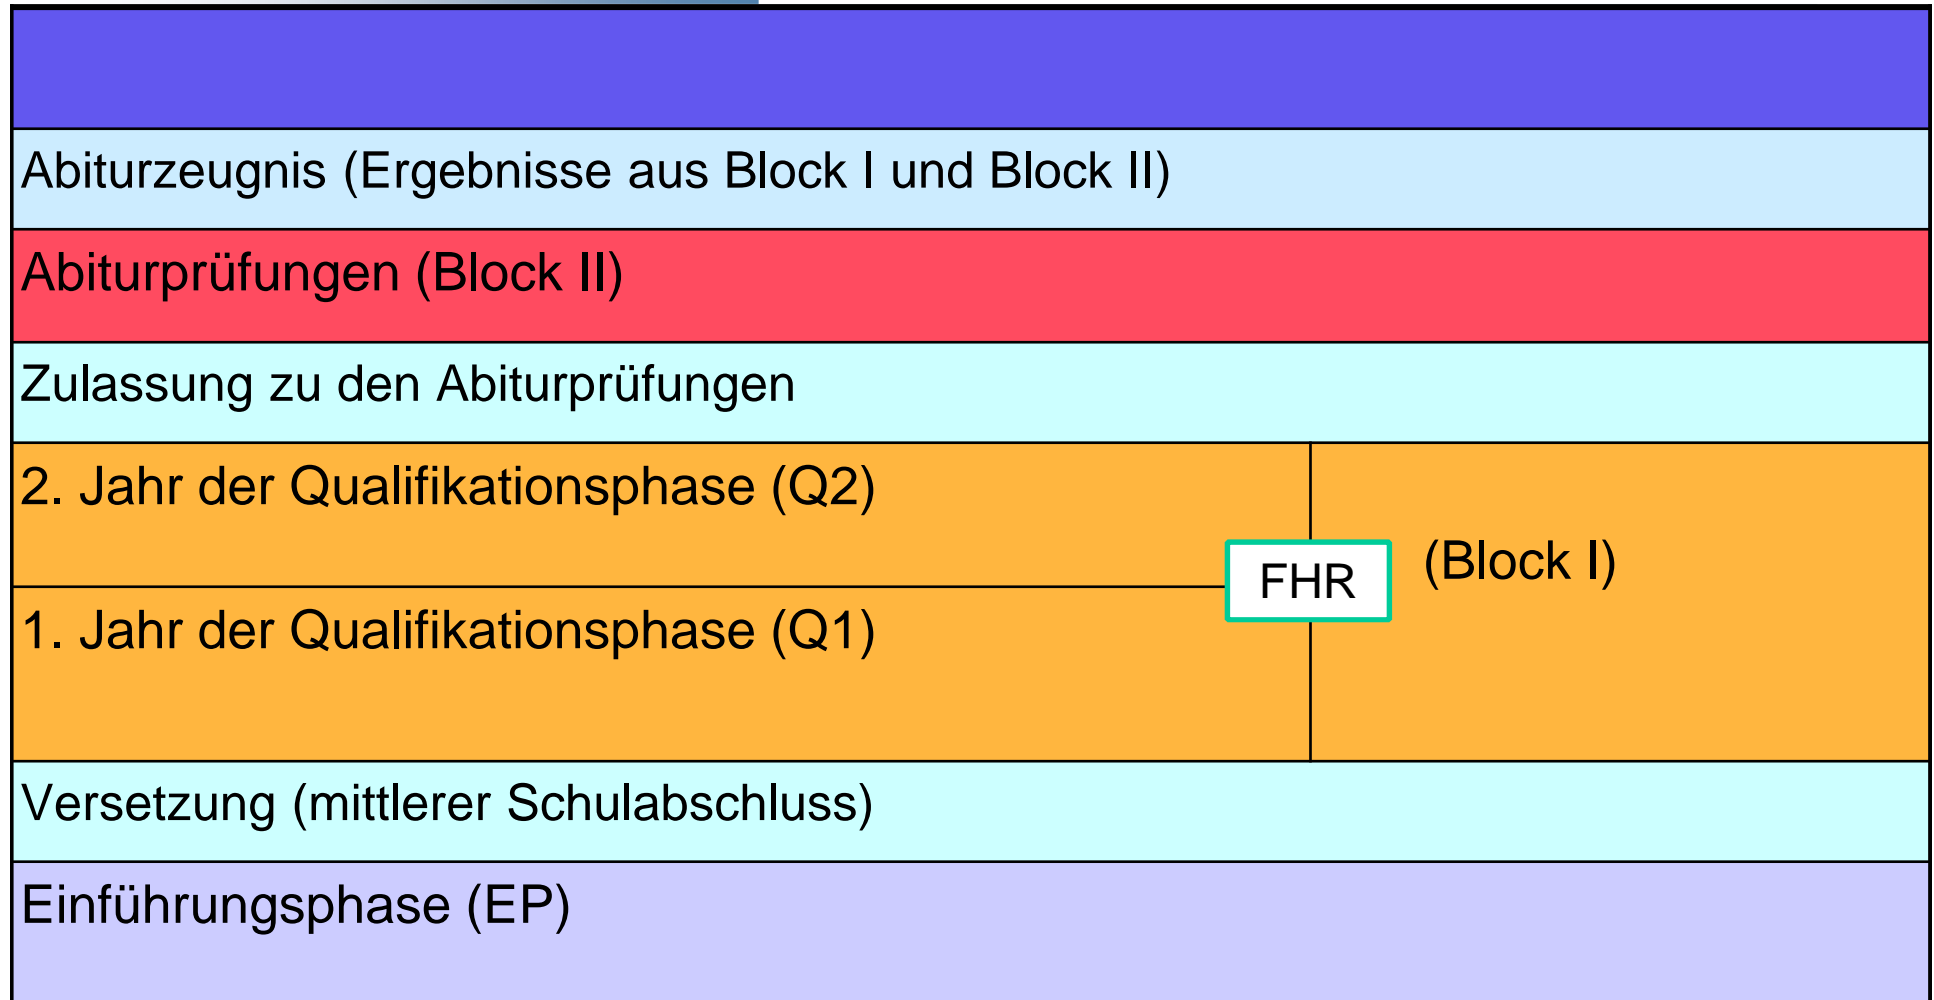 Abiturzeugnis (Ergebnisse aus Block I und Block II)
Abiturprüfungen (Block II)
Zulassung zu den Abiturprüfungen
2. Jahr der Qualifikationsphase (Q2)
FHR
(Block I)
1. Jahr der Qualifikationsphase (Q1)
Versetzung (mittlerer Schulabschluss)
Einführungsphase (EP)